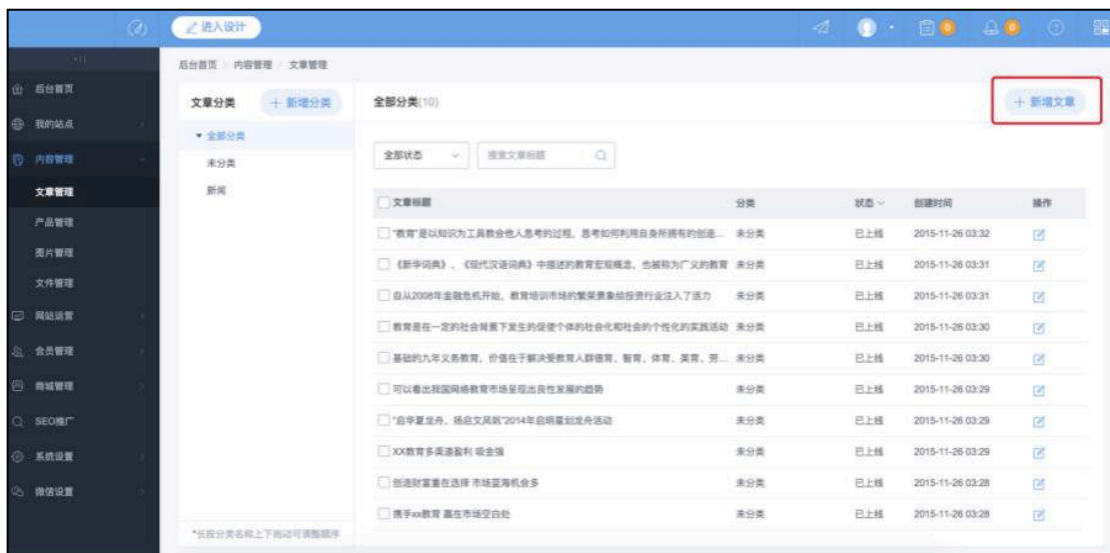 进入设计
0
0
后台首页 内容管理 文章管理
后台首页
我的站点
内容管理
文章管理
产品管理
图片管理
文件管理
网站运营
会员管理
商城管理
SEO推广
系统设置
微信设置
文章分类 + 新增分类
全部分类
未分类
新闻
*长按分类名称上下拖动可调整顺序
全部分类(10) + 新增文章
全部状态 搜索文章标题
文章标题 分类 状态 创建时间 操作
“教育”是以知识为工具教会他人思考的过程，思考如何利用自身所拥有的创造... 未分类 已上线 2015-11-26 03:32
《新华词典》、《现代汉语词典》中描述的教育宏观概念，也被称为广义的教育 未分类 已上线 2015-11-26 03:31
自从2008年金融危机开始，教育培训市场的繁荣景象给投资行业注入了活力 未分类 已上线 2015-11-26 03:31
教育是在一定的社会背景下发生的促使个体的社会化和社会的个性化的实践活动 未分类 已上线 2015-11-26 03:30
基础的九年义务教育，价值在于解决受教育人群德育，智育，体育，美育，劳... 未分类 已上线 2015-11-26 03:30
可以看出我国网络教育市场呈现出良性发展的趋势 未分类 已上线 2015-11-26 03:29
“启华夏龙舟，扬启文风帆”2014年启明星划龙舟活动 未分类 已上线 2015-11-26 03:29
XX教育多渠道盈利 吸金强 未分类 已上线 2015-11-26 03:29
创造财富重在选择 市场蓝海机会多 未分类 已上线 2015-11-26 03:28
携手xx教育 赢在市场空白处 未分类 已上线 2015-11-26 03:28